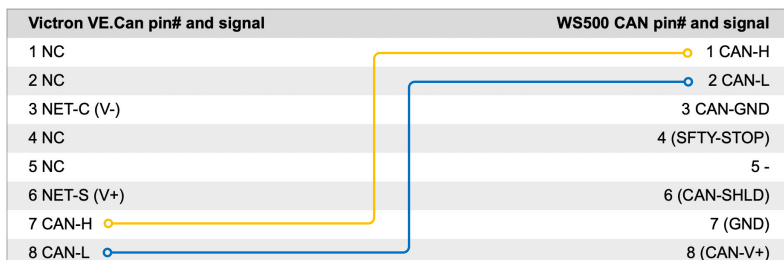 Victron VE.Can pin# and signal WS500 CAN pin# and signal
1 NC 1 CAN-H
2 NC 2 CAN-L
3 NET-C (V-) 3 CAN-GND
4 NC 4 (SFTY-STOP)
5 NC 5 -
6 NET-S (V+) 6 (CAN-SHLD)
7 CAN-H 7 (GND)
8 CAN-L 8 (CAN-V+)